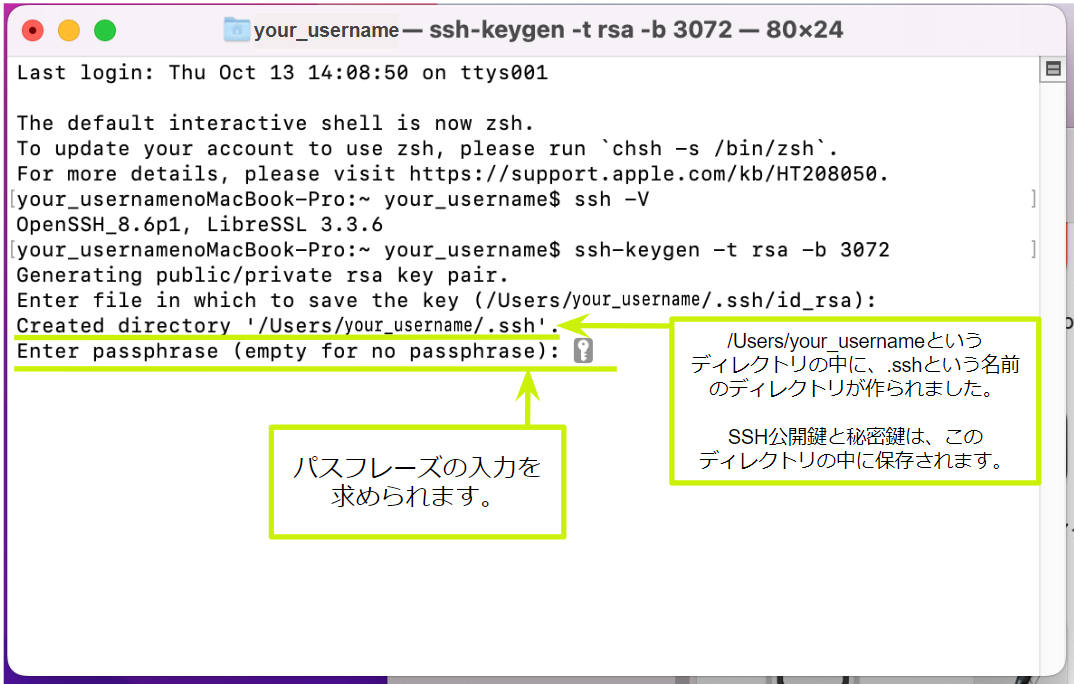 your_username — ssh-keygen -t rsa -b 3072 — 80×24
Last login: Thu Oct 13 14:08:50 on ttys001
The default interactive shell is now zsh.
To update your account to use zsh, please run `chsh -s /bin/zsh`.
For more details, please visit https://support.apple.com/kb/HT208050.
[your_usernamenoMacBook-Pro:~ your_username$ ssh -V ]
OpenSSH_8.6p1, LibreSSL 3.3.6
[your_usernamenoMacBook-Pro:~ your_username$ ssh-keygen -t rsa -b 3072 ]
Generating public/private rsa key pair.
Enter file in which to save the key (/Users/your_username/.ssh/id_rsa):
Created directory '/Users/your_username/.ssh'.
Enter passphrase (empty for no passphrase):
/Users/your_usernameという
ディレクトリの中に、.sshという名前
のディレクトリが作られました。
SSH公開鍵と秘密鍵は、この
ディレクトリの中に保存されます。
パスフレーズの入力を
求められます。